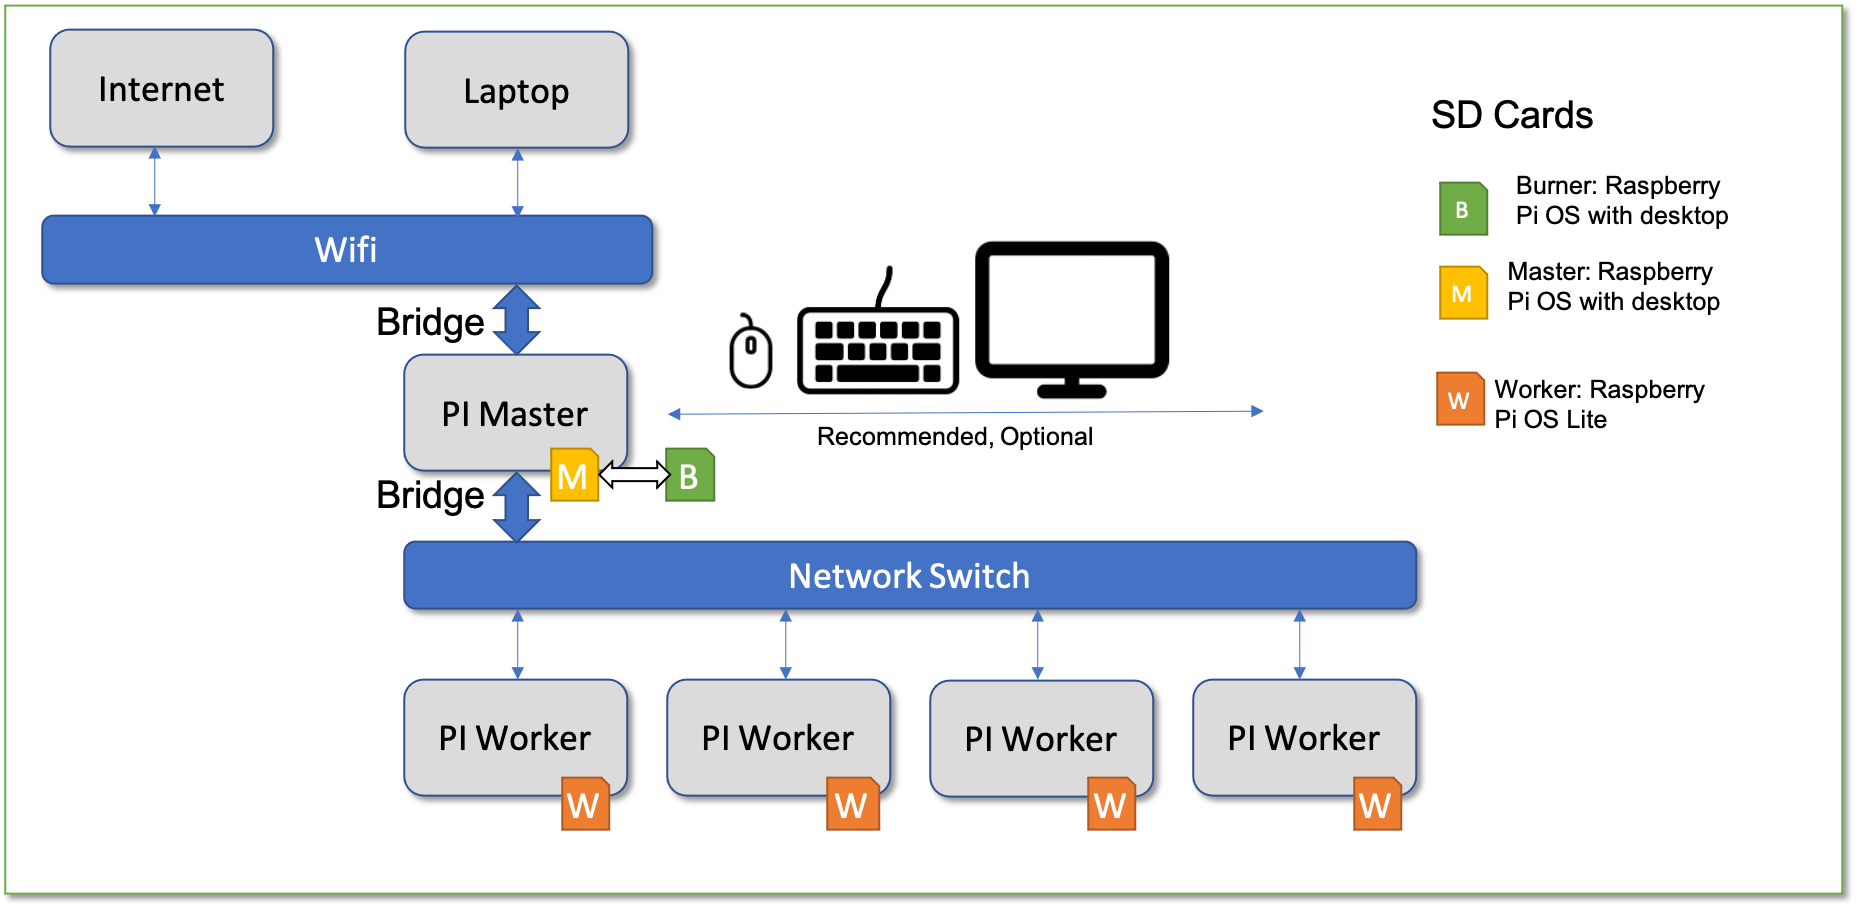 Internet
Laptop
SD Cards
Burner: Raspberry
Pi OS with desktop
B
Wifi
Master: Raspberry
Pi OS with desktop
M
Bridge
PI Master
Worker: Raspberry
Pi OS Lite
W
Recommended, Optional
M
B
Bridge
Network Switch
PI Worker
PI Worker
PI Worker
PI Worker
W
W
W
W